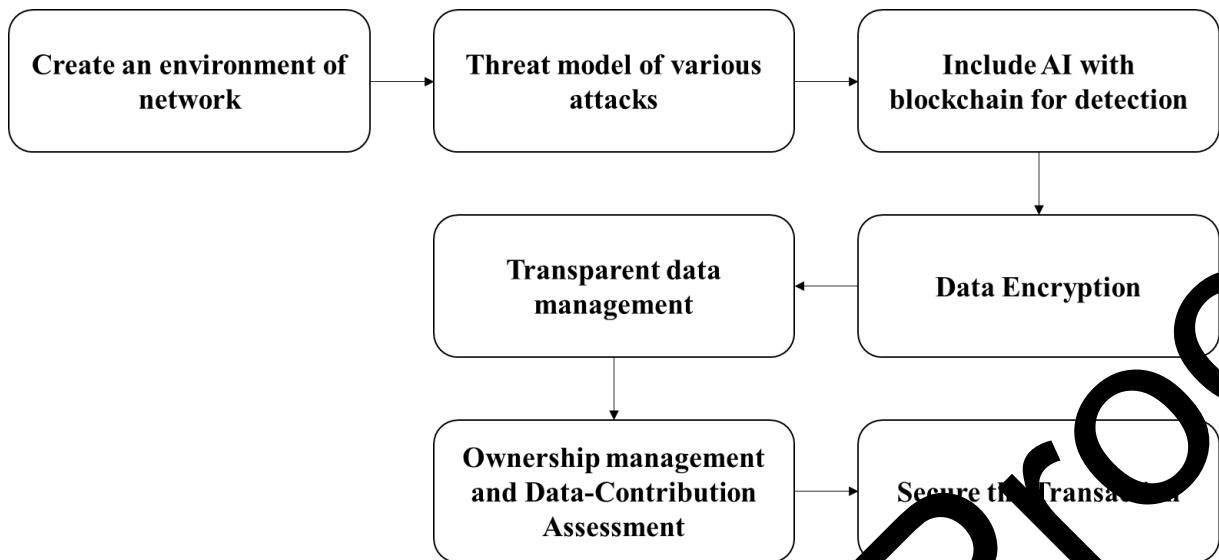 Create an environment of
network
Threat model of various
attacks
Include AI with
blockchain for detection
Transparent data
management
Data Encryption
Ownership management
and Data-Contribution
Assessment
Secure
Proo